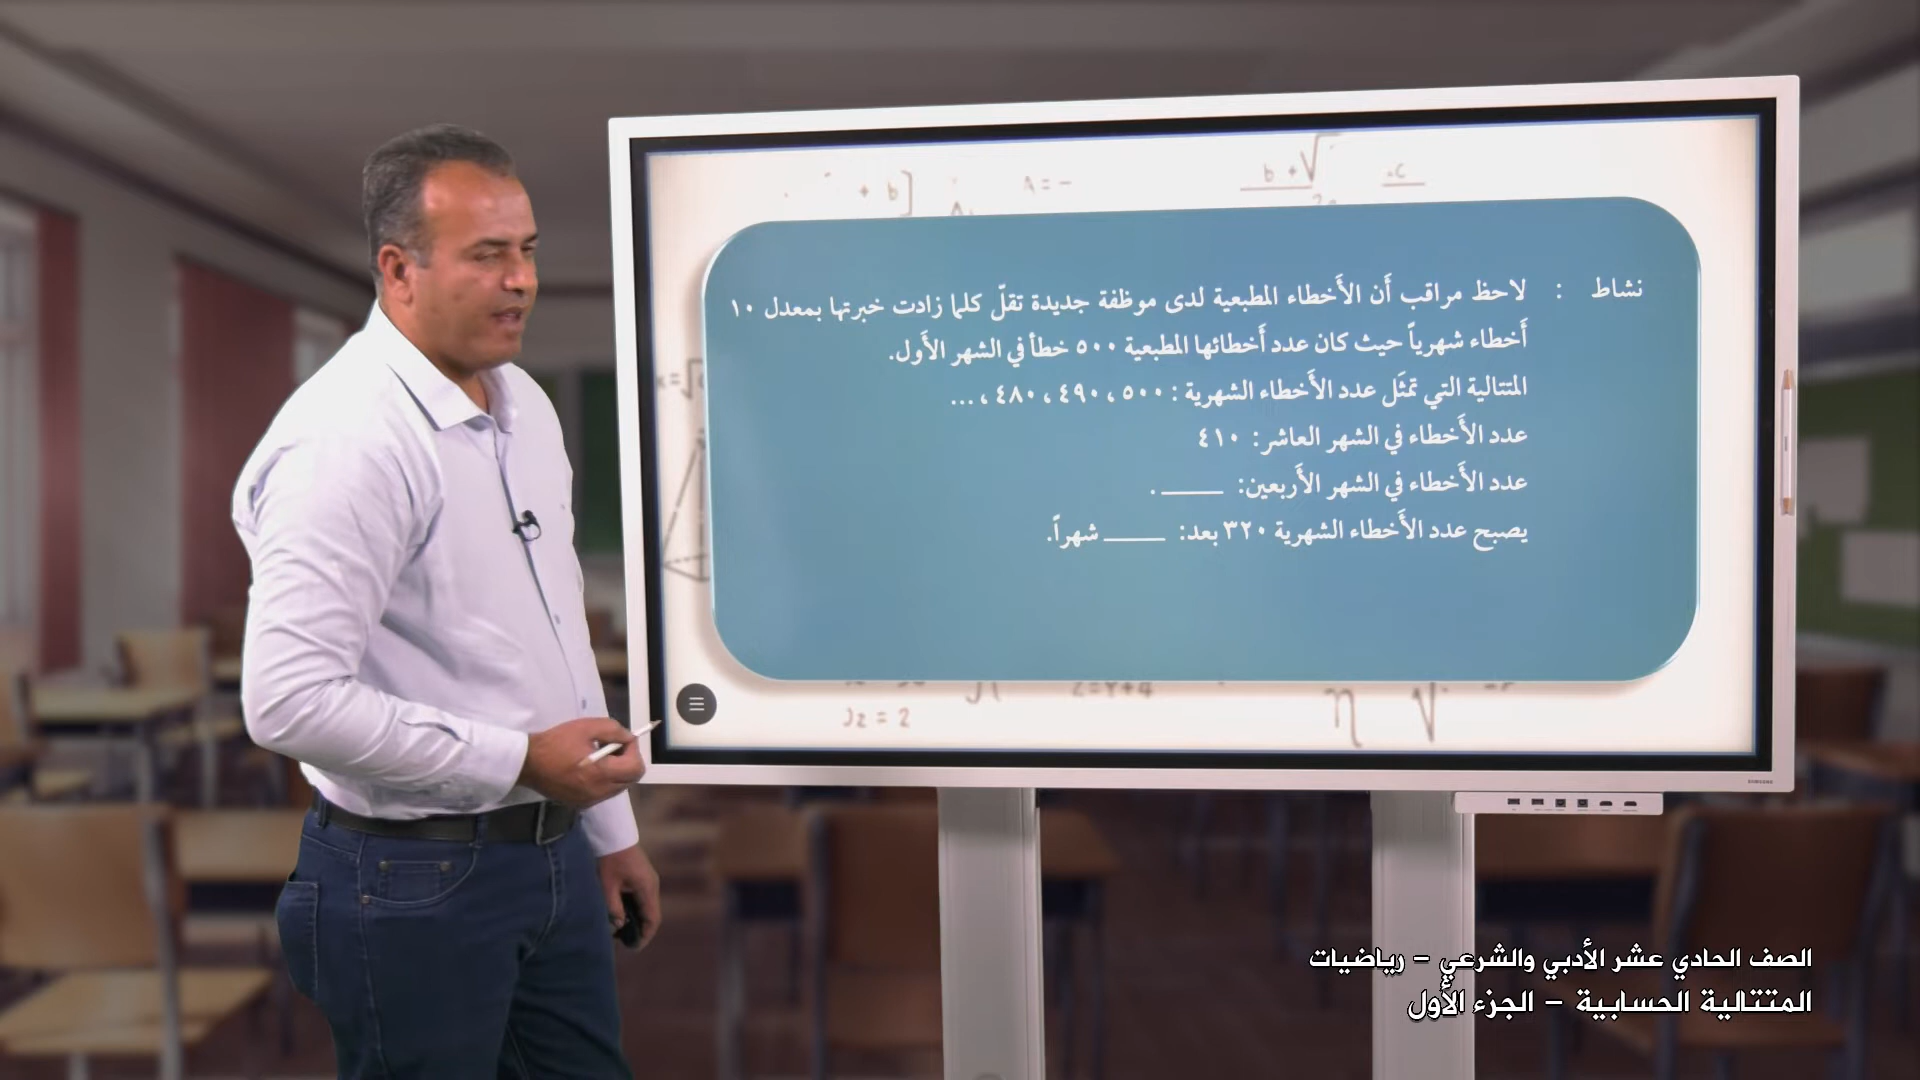 نشاط : لاحظ مراقب أن الأخطاء المطبعية لدى موظفة جديدة تقلّ كلما زادت خبرتها بمعدل ١٠
أخطاء شهرياً حيث كان عدد أخطائها المطبعية ٥٠٠ خطأ في الشهر الأول.
المتتالية التي تمثّل عدد الأخطاء الشهرية : ٥٠٠ ، ٤٩٠ ، ٤٨٠ ، ...
عدد الأخطاء في الشهر العاشر: ٤١٠
عدد الأخطاء في الشهر الأربعين: ____ .
يصبح عدد الأخطاء الشهرية ٣٢٠ بعد: ____ شهراً.
z=2
الصف الحادي عشر الأدبي والشرعي – رياضيات
المتتالية الحسابية – الجزء الأول